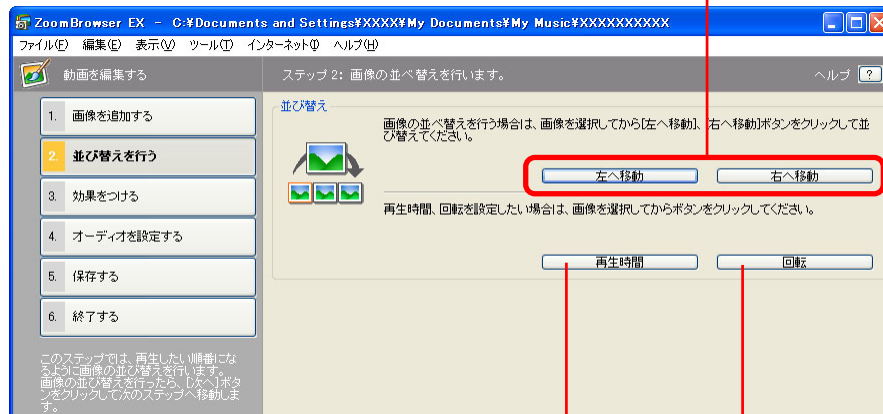 ZoomBrowser EX - C:¥Documents and Settings¥XXXX¥My Documents¥My Music¥XXXXXXXXXX
ファイル(F) 編集(E) 表示(V) ツール(T) インターネット(I) ヘルプ(H)
動画を編集する
ステップ 2: 画像の並べ替えを行います。
ヘルプ ?
1. 画像を追加する
2. 並び替えを行う
3. 効果をつける
4. オーディオを設定する
5. 保存する
6. 終了する
このステップでは、再生したい順番にな
るように画像の並び替えを行います。
画像の並び替えを行ったら、[次へ]ボタ
ンをクリックして次のステップへ移動しま
す。
並び替え
画像の並べ替えを行う場合は、画像を選択してから[左へ移動]、[右へ移動]ボタンをクリックして並
び替えてください。
左へ移動 右へ移動
再生時間、回転を設定したい場合は、画像を選択してからボタンをクリックしてください。
再生時間 回転